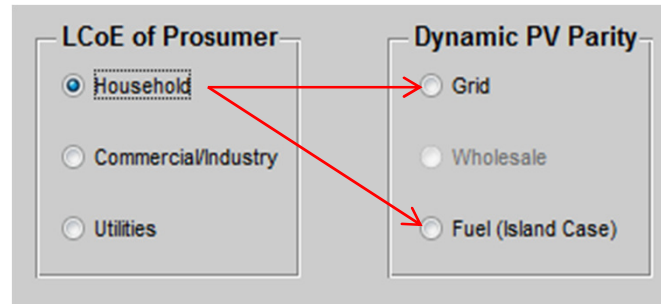 LCoE of Prosumer
Household
Commercial/Industry
Utilities
Dynamic PV Parity
Grid
Wholesale
Fuel (Island Case)